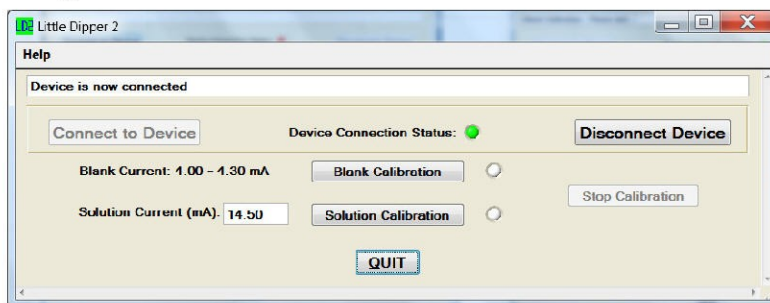 LD2 Little Dipper 2
Help
Device is now connected
Connect to Device Device Connection Status: Disconnect Device
Blank Current: 4.00 - 4.30 mA Blank Calibration
Stop Calibration
Solution Current (mA). 14.50 Solution Calibration
QUIT